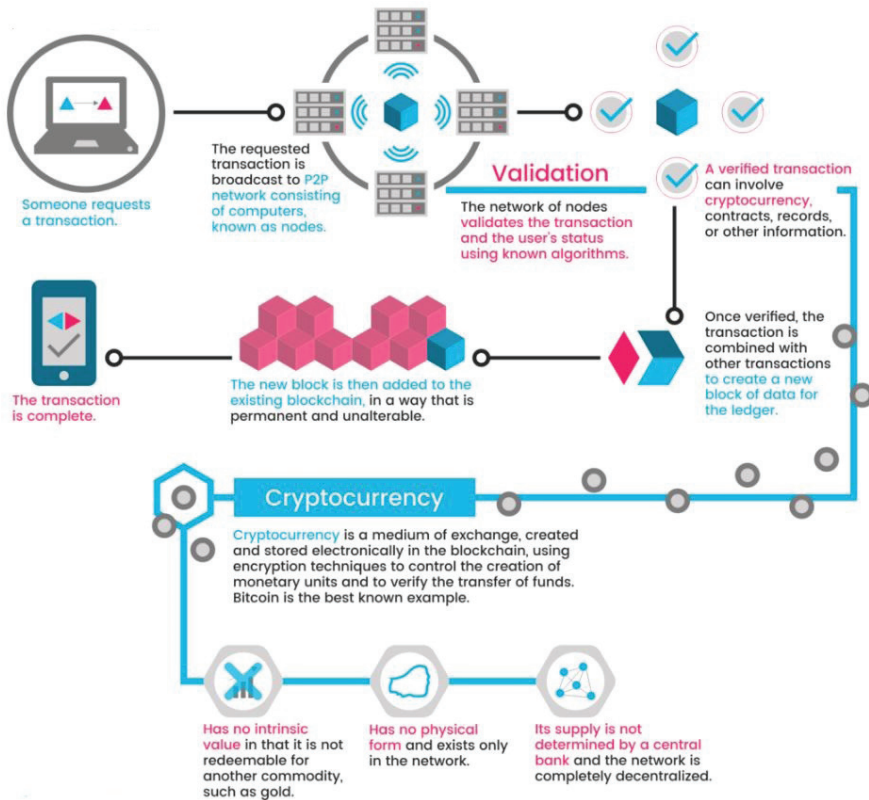 Someone requests
a transaction.
The requested
transaction is
broadcast to P2P
network consisting
of computers,
known as nodes.
Validation
The network of nodes
validates the transaction
and the user's status
using known algorithms.
A verified transaction
can involve
cryptocurrency,
contracts, records,
or other information.
Once verified, the
transaction is
combined with
other transactions
to create a new
block of data for
the ledger.
The new block is then added to the
existing blockchain, in a way that is
permanent and unalterable.
The transaction
is complete.
Cryptocurrency
Cryptocurrency is a medium of exchange, created
and stored electronically in the blockchain, using
encryption techniques to control the creation of
monetary units and to verify the transfer of funds.
Bitcoin is the best known example.
Has no intrinsic
value in that it is not
redeemable for
another commodity,
such as gold.
Has no physical
form and exists only
in the network.
Its supply is not
determined by a central
bank and the network is
completely decentralized.